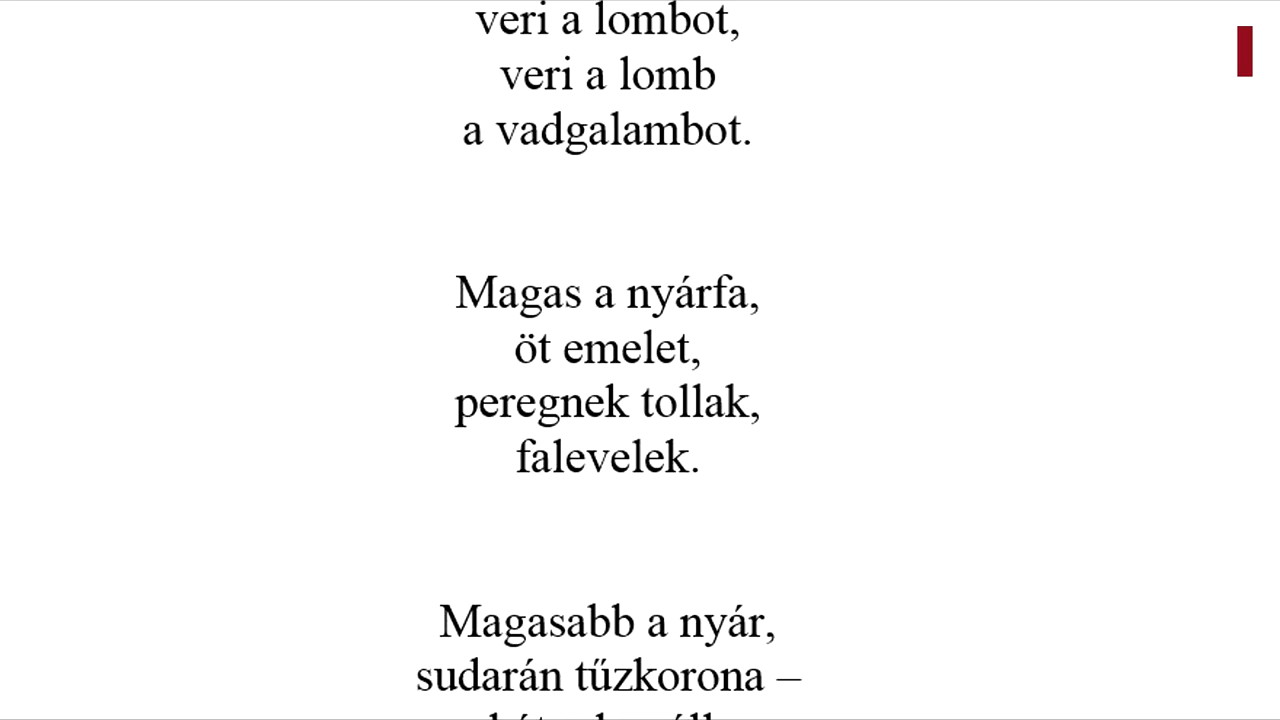 veri a lombot,
veri a lomb
a vadgalambot.
Magas a nyárfa,
öt emelet,
peregnek tollak,
falevelek.
Magasabb a nyár,
sudarán tűzkorona –